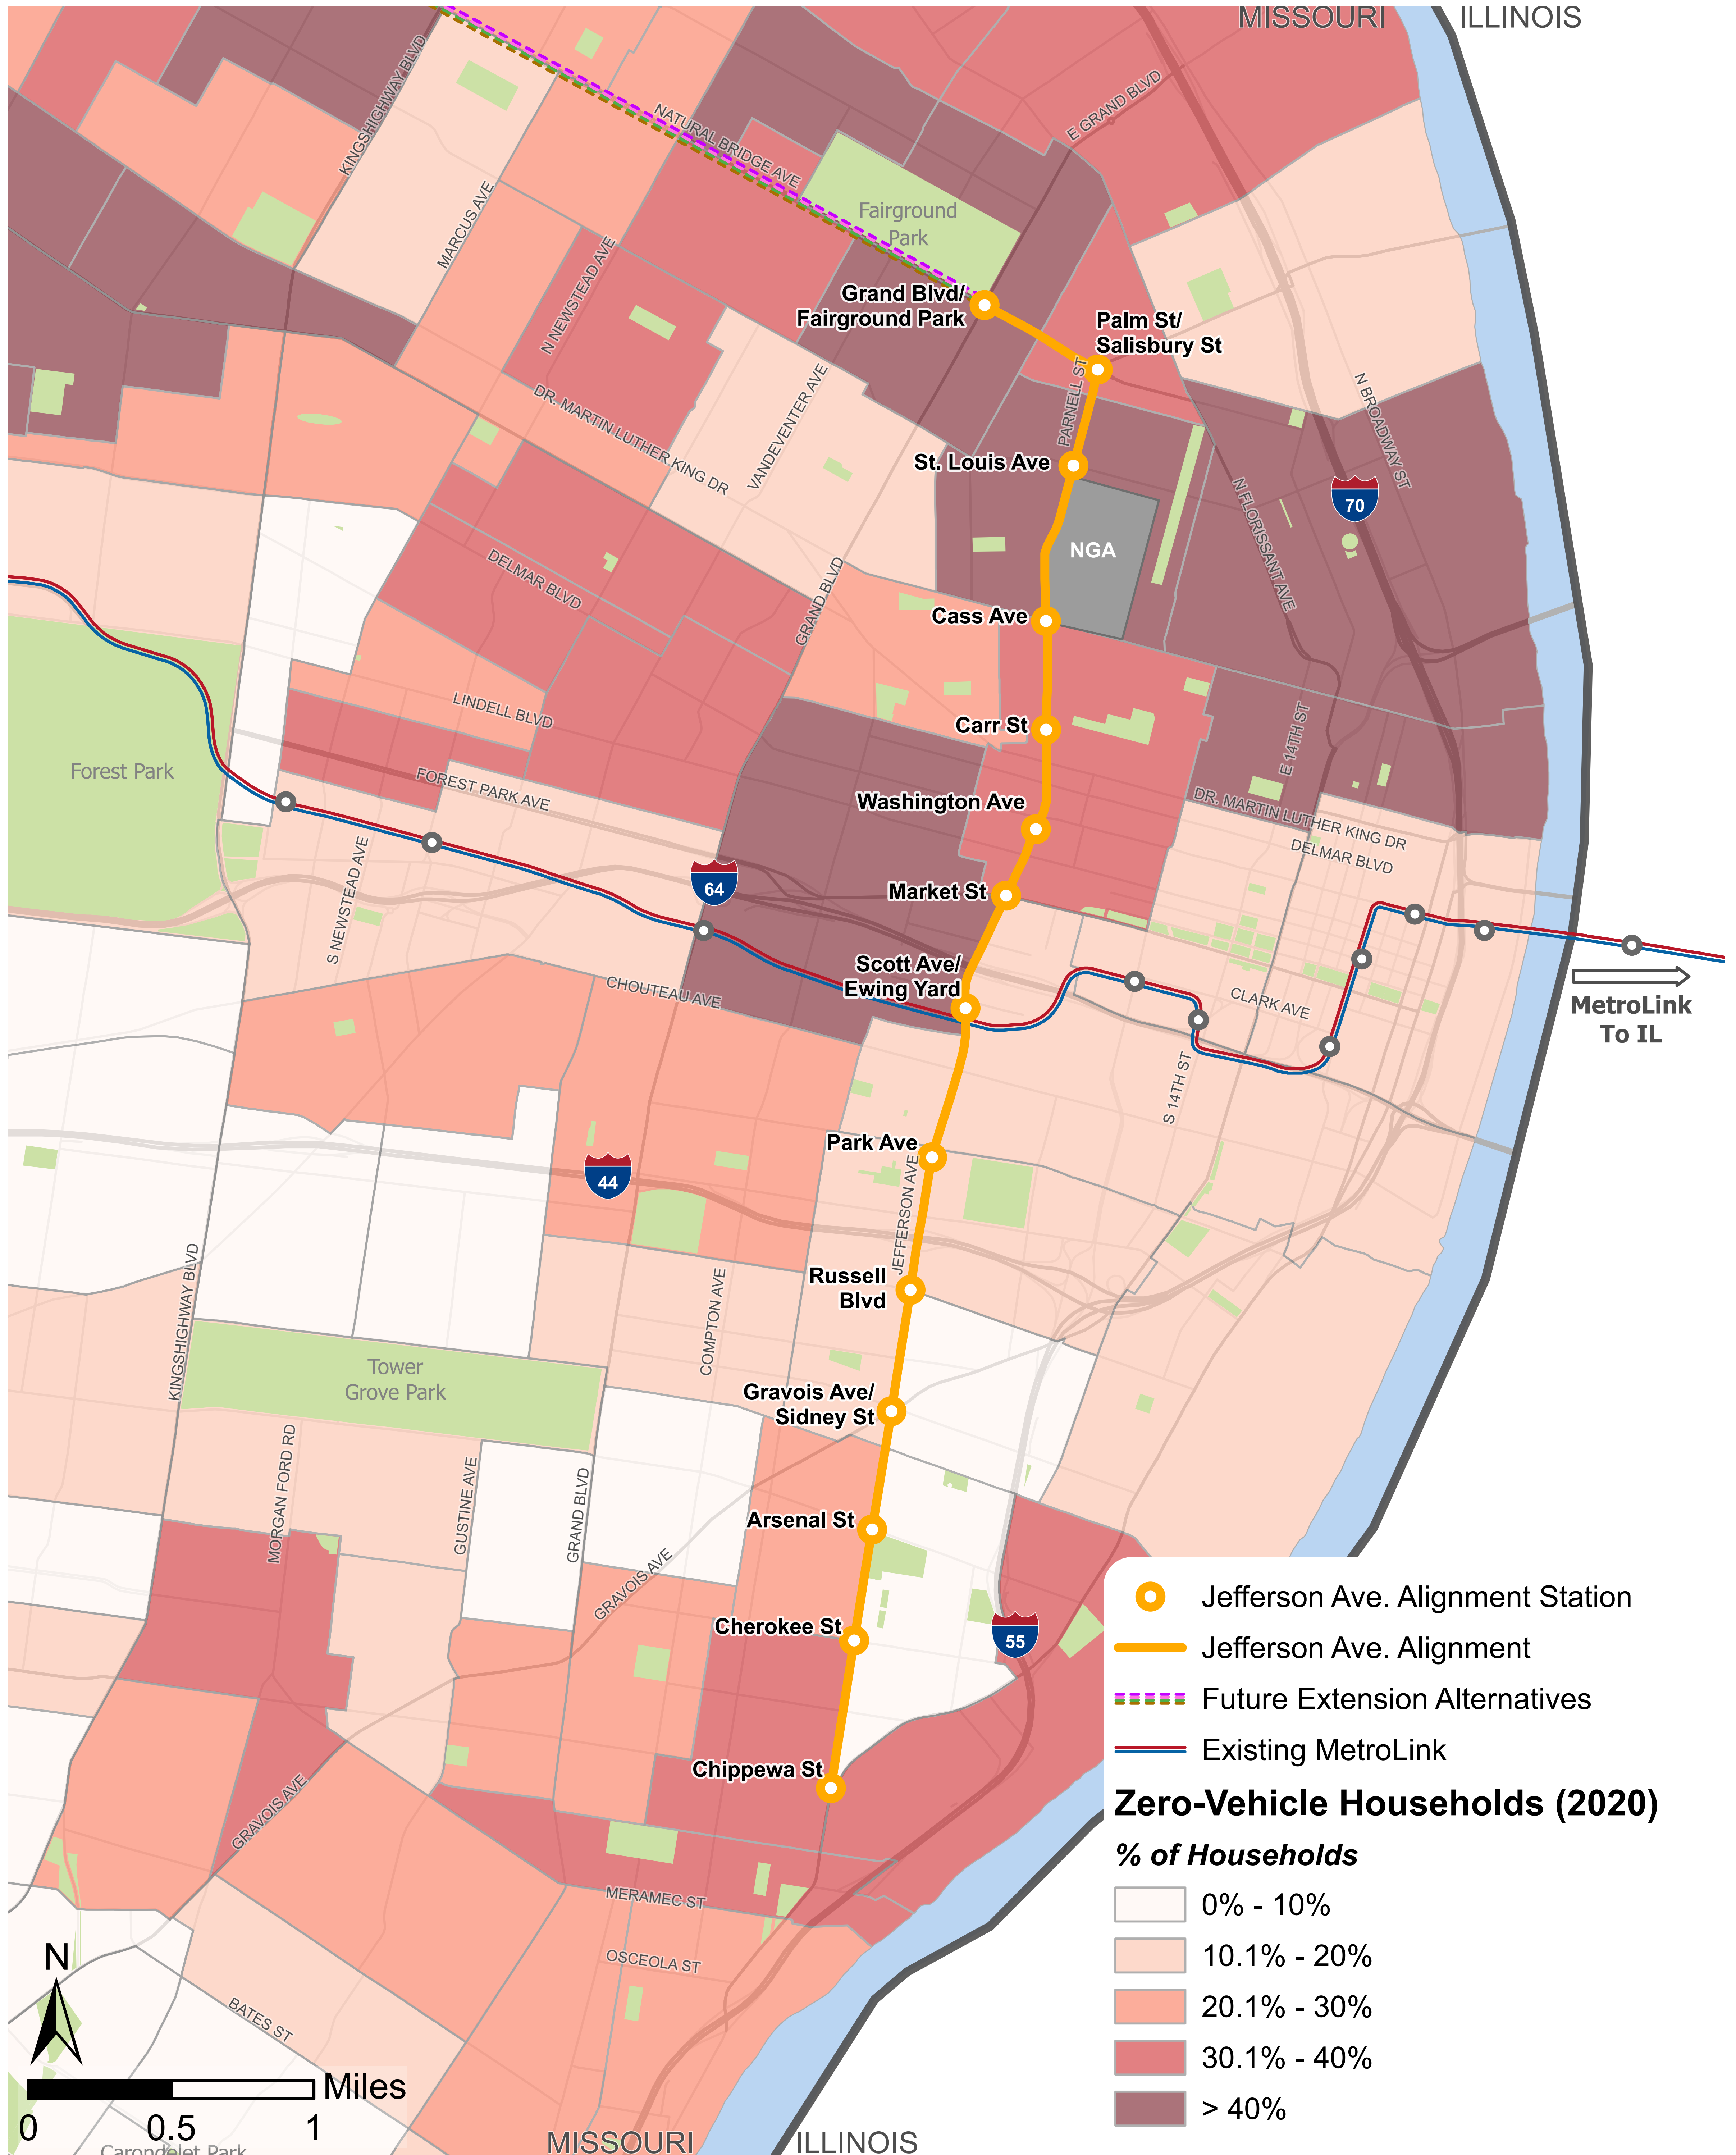 MISSOURI
ILLINOIS
KINGSHIGHWAY BLVD
E GRAND BLVD
NATURAL BRIDGE AVE
MARCUS AVE
Fairground
Park
N NEWSTEAD AVE
Grand Blvd/
Fairground Park
Palm St/
Salisbury St
PARNELL ST
N BROADWAY ST
DR. MARTIN LUTHER KING DR
VANDEVENTER AVE
St. Louis Ave
N FLORISSANT AVE
70
NGA
DELMAR BLVD
GRAND BLVD
Cass Ave
LINDELL BLVD
Carr St
E 14TH ST
Forest Park
FOREST PARK AVE
Washington Ave
DR. MARTIN LUTHER KING DR
DELMAR BLVD
64
Market St
S NEWSTEAD AVE
Scott Ave/
Ewing Yard
CHOUTEAU AVE
CLARK AVE
MetroLink
To IL
S 14TH ST
Park Ave
44
JEFFERSON AVE
KINGSHIGHWAY BLVD
Russell
Blvd
COMPTON AVE
Tower
Grove Park
Gravois Ave/
Sidney St
MORGAN FORD RD
GUSTINE AVE
GRAND BLVD
Arsenal St
GRAVOIS AVE
Cherokee St
55
Chippewa St
GRAVOIS AVE
MERAMEC ST
OSCEOLA ST
BATES ST
Jefferson Ave. Alignment Station
Jefferson Ave. Alignment
Future Extension Alternatives
Existing MetroLink
Zero-Vehicle Households (2020)
% of Households
0% - 10%
10.1% - 20%
20.1% - 30%
30.1% - 40%
> 40%
N
Miles
0 0.5 1
Carondelet Park
MISSOURI
ILLINOIS